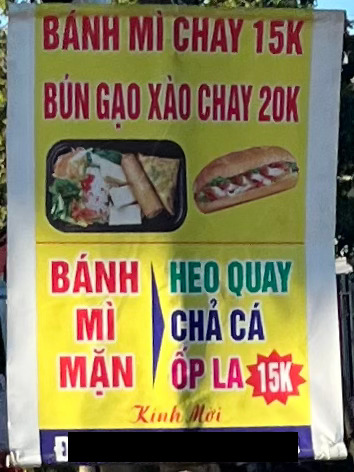 BÁNH MÌ CHAY 15K
BÚN GẠO XÀO CHAY 20K
BÁNH
MÌ
MẶN
HEO QUAY
CHẢ CÁ
ỐP LA 15K
Kính Mời